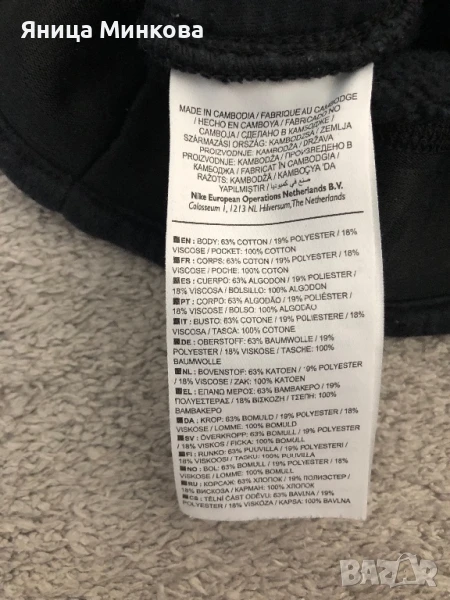 Яница Минкова
MADE IN CAMBODIA / FABRIQUE AU CAMBODGE
/ HECHO EN CAMBOYA / FABRICADO NO
CAMBOJA / СДЕЛАНО В КАМБОДЖЕ /
SZÁRMAZÁSI ORSZÁG: KAMBODZSA / ZEMLJA
PROIZVODNJE: KAMBODŽA / DRŽAVA
PROIZVODNJE: KAMBODŽA / ПРОИЗВЕДЕНО В
КАМБОДЖА / FABRICAT ÎN CAMBODGIA /
RAŽOTS: KAMBODŽĀ / KAMBOÇYA 'DA
YAPILMIŞTIR / صنع في كمبوديا
Nike European Operations Netherlands B.V.
Colosseum 1, 1213 NL Hilversum, The Netherlands
EN: BODY: 63% COTTON / 19% POLYESTER / 18%
VISCOSE / POCKET: 100% COTTON
FR: CORPS: 63% COTON / 19% POLYESTER / 18%
VISCOSE / POCHE: 100% COTON
ES: CUERPO: 63% ALGODÓN / 19% POLIÉSTER /
18% VISCOSA / BOLSILLO: 100% ALGODÓN
PT: CORPO: 63% ALGODÃO / 19% POLIÉSTER /
18% VISCOSE / BOLSO: 100% ALGODÃO
IT: BUSTO: 63% COTONE / 19% POLIESTERE / 18%
VISCOSA / TASCA: 100% COTONE
DE: OBERSTOFF: 63% BAUMWOLLE / 19%
POLYESTER / 18% VISKOSE / TASCHE: 100%
BAUMWOLLE
NL: BOVENSTOF: 63% KATOEN / 19% POLYESTER
/ 18% VISCOSE / ZAK: 100% KATOEN
EL: ΕΠΑΝΩ ΜΕΡΟΣ: 63% ΒΑΜΒΑΚΕΡΟ / 19%
ΠΟΛΥΕΣΤΕΡΑΣ / 18% ΒΙΣΚΟΖΗ / ΤΣΕΠΗ: 100%
ΒΑΜΒΑΚΕΡΟ
DA: KROP: 63% BOMULD / 19% POLYESTER / 18%
VISKOSE / LOMME: 100% BOMULD
SV: ÖVERKROPP: 63% BOMULL / 19% POLYESTER
/ 18% VISKOS / FICKA: 100% BOMULL
FI: RUNKO: 63% PUUVILLA / 19% POLYESTERI /
18% VISKOOSI / TASKU: 100% PUUVILLA
NO: BOL: 63% BOMULL / 19% POLYESTER / 18%
VISKOSE / LOMME: 100% BOMULL
RU: КОРСАЖ: 63% ХЛОПОК / 19% ПОЛИЭСТЕР /
18% ВИСКОЗА / КАРМАН: 100% ХЛОПОК
CS: TĚLNÍ ČÁST ODĚVU: 63% BAVLNA / 19%
POLYESTER / 18% VISKÓZA / KAPSA: 100% BAVLNA
BAZAR